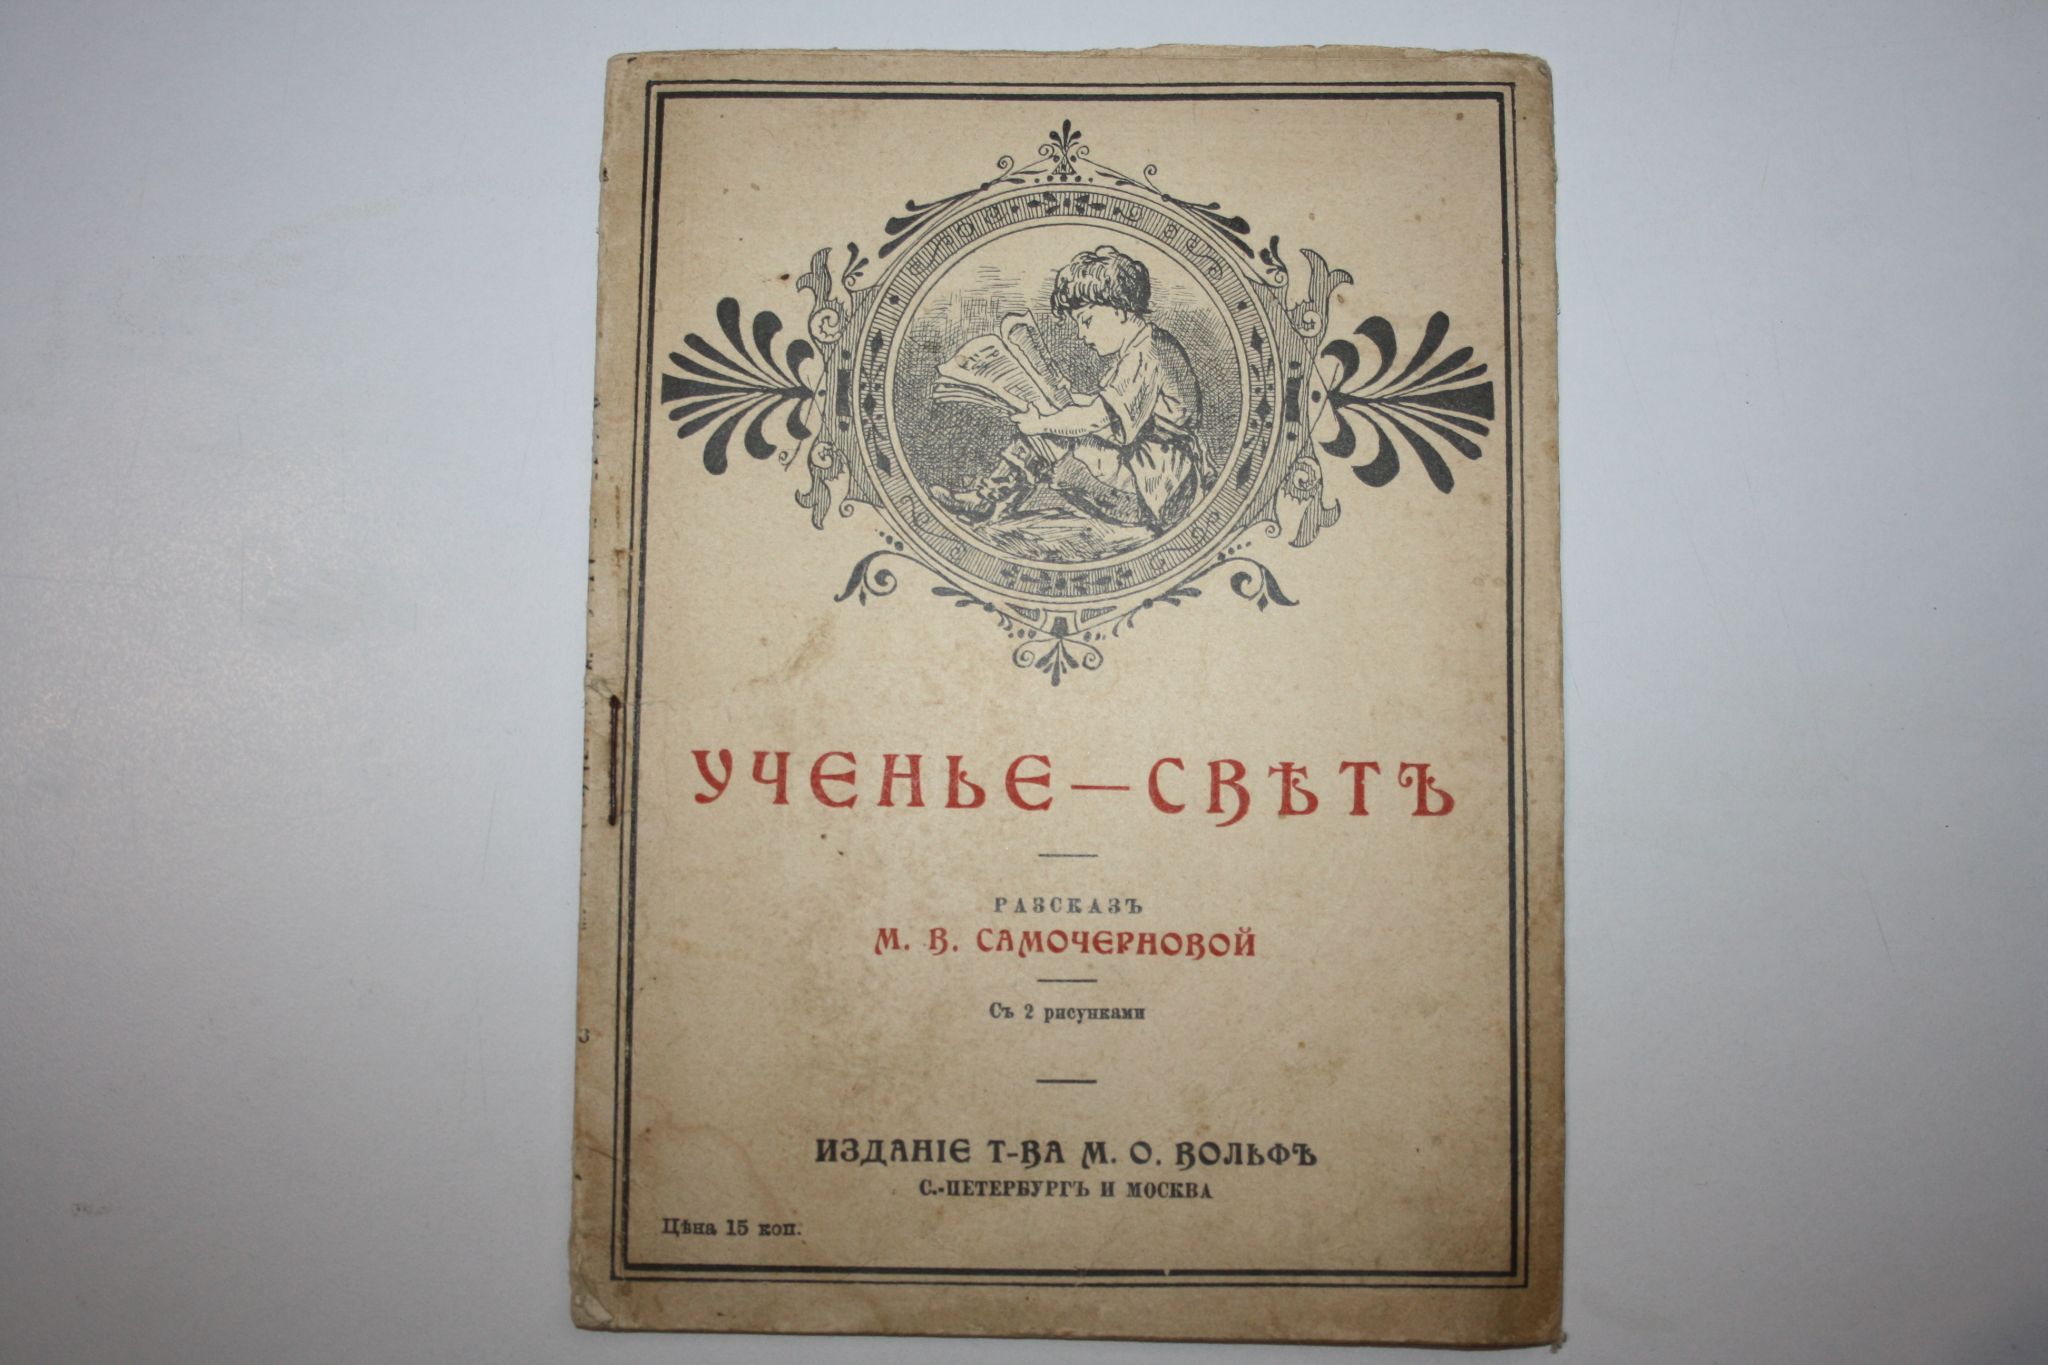 УЧЕНЬЕ — СВѢТЪ
РАЗСКАЗЪ
М. В. САМОЧЕРНОВОЙ
Съ 2 рисунками
ИЗДАНІЕ Т-ВА М. О. ВОЛЬФЪ
С.-ПЕТЕРБУРГЪ И МОСКВА
Цѣна 15 коп.